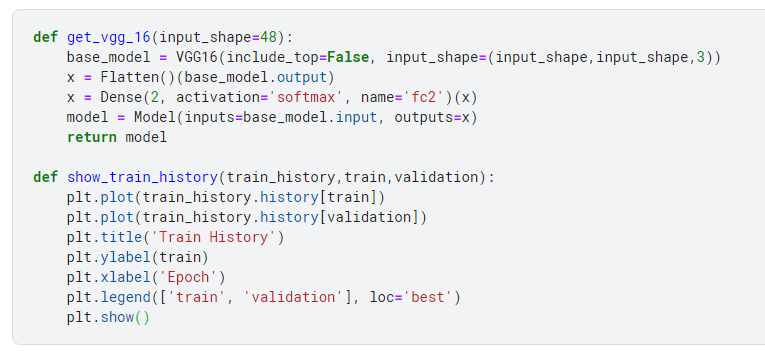 def get_vgg_16(input_shape=48):
    base_model = VGG16(include_top=False, input_shape=(input_shape,input_shape,3))
    x = Flatten()(base_model.output)
    x = Dense(2, activation='softmax', name='fc2')(x)
    model = Model(inputs=base_model.input, outputs=x)
    return model

def show_train_history(train_history,train,validation):
    plt.plot(train_history.history[train])
    plt.plot(train_history.history[validation])
    plt.title('Train History')
    plt.ylabel(train)
    plt.xlabel('Epoch')
    plt.legend(['train', 'validation'], loc='best')
    plt.show()